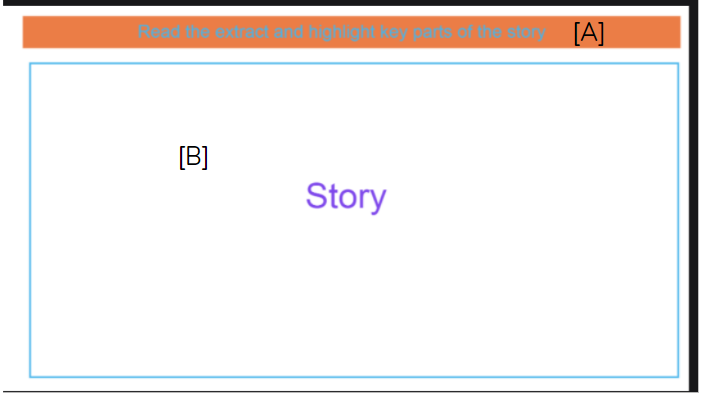 Read the extract and highlight key parts of the story [A]
[B]
Story